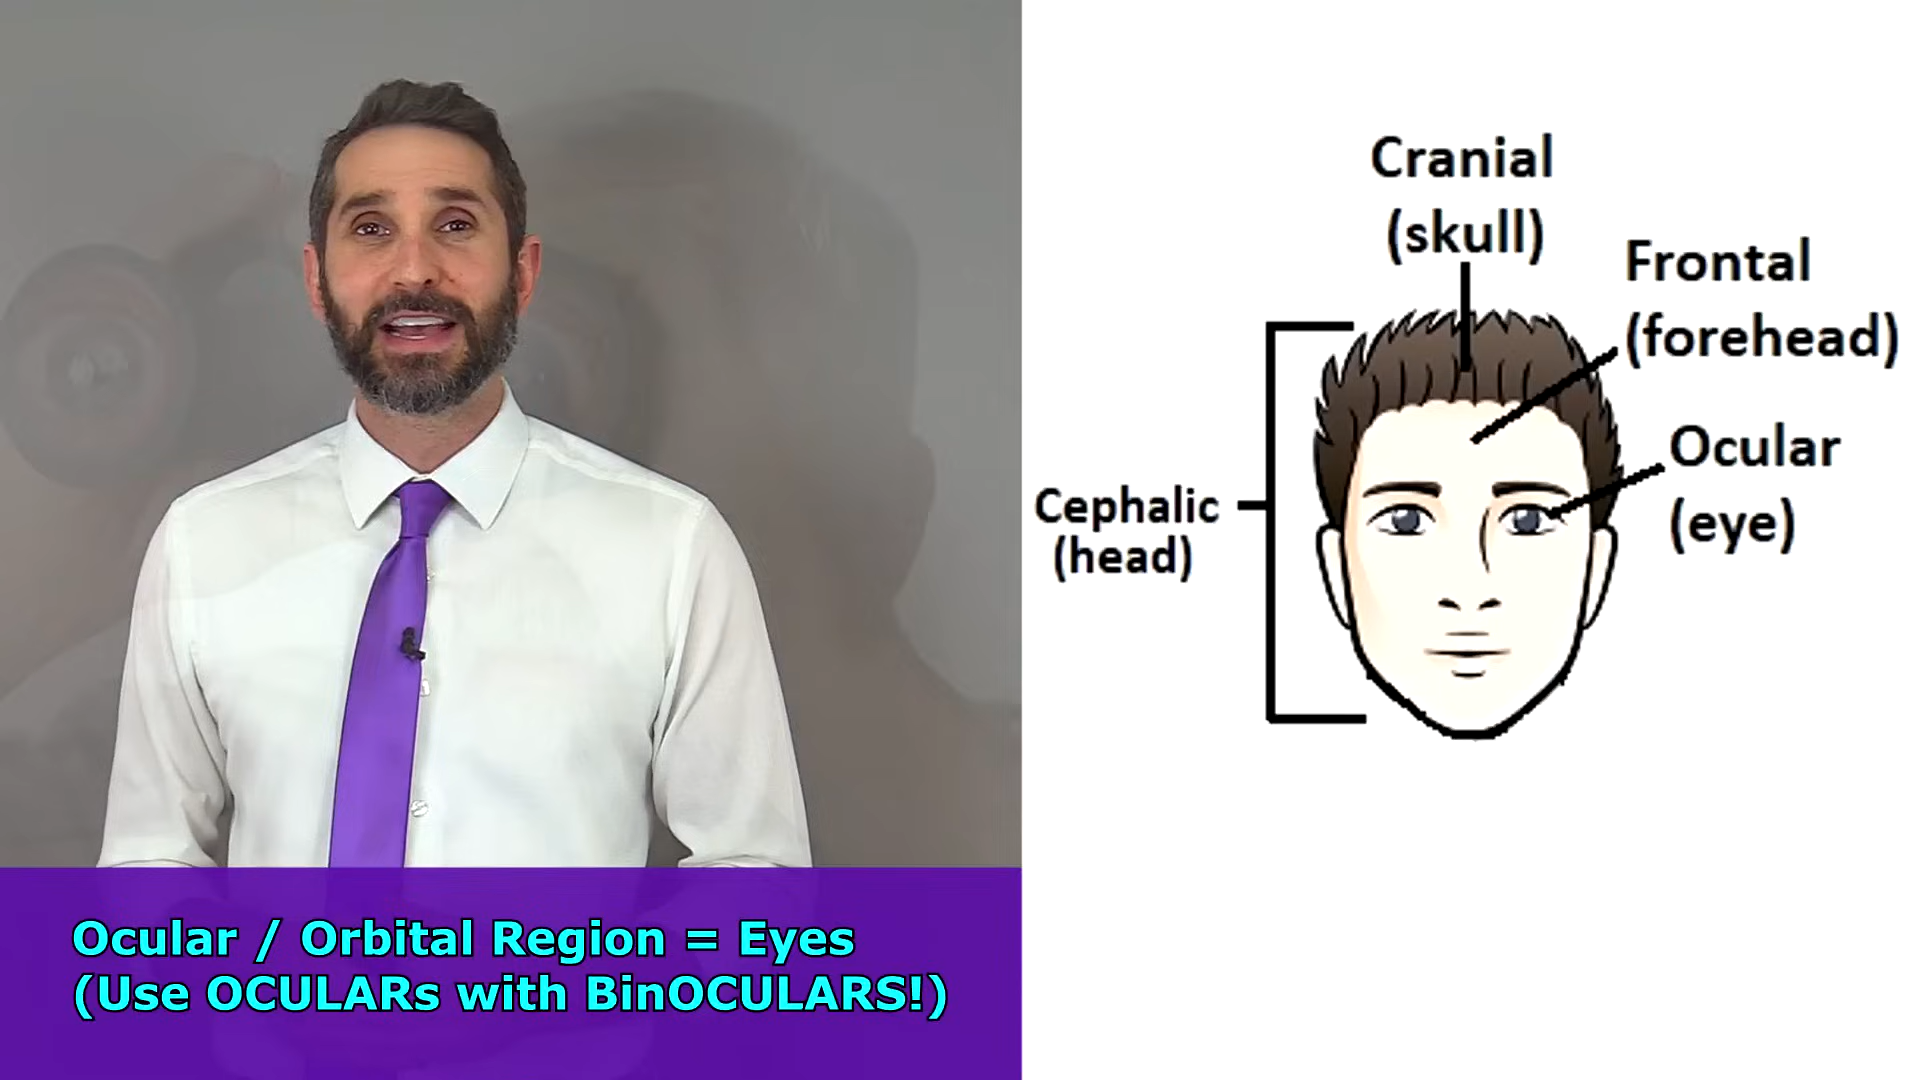 Cranial
(skull)
Frontal
(forehead)
Ocular
(eye)
Cephalic
(head)
Ocular / Orbital Region = Eyes
(Use OCULARs with BinOCULARS!)